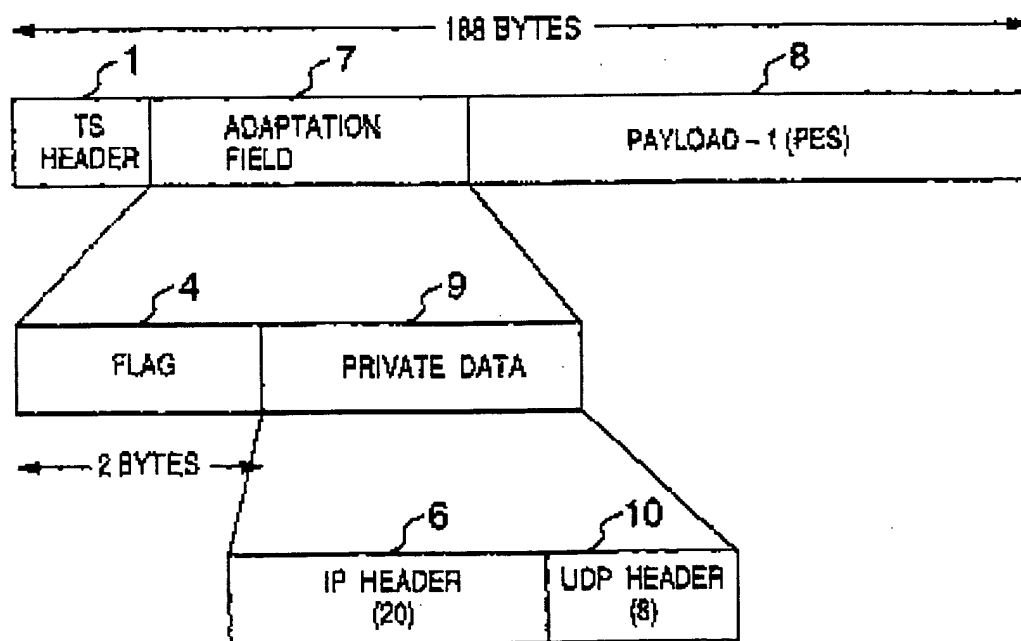 188 BYTES
1
7
8
TS
HEADER
ADAPTATION
FIELD
PAYLOAD - 1 (PES)
4
9
FLAG
PRIVATE DATA
2 BYTES
6
10
IP HEADER
(20)
UDP HEADER
(8)